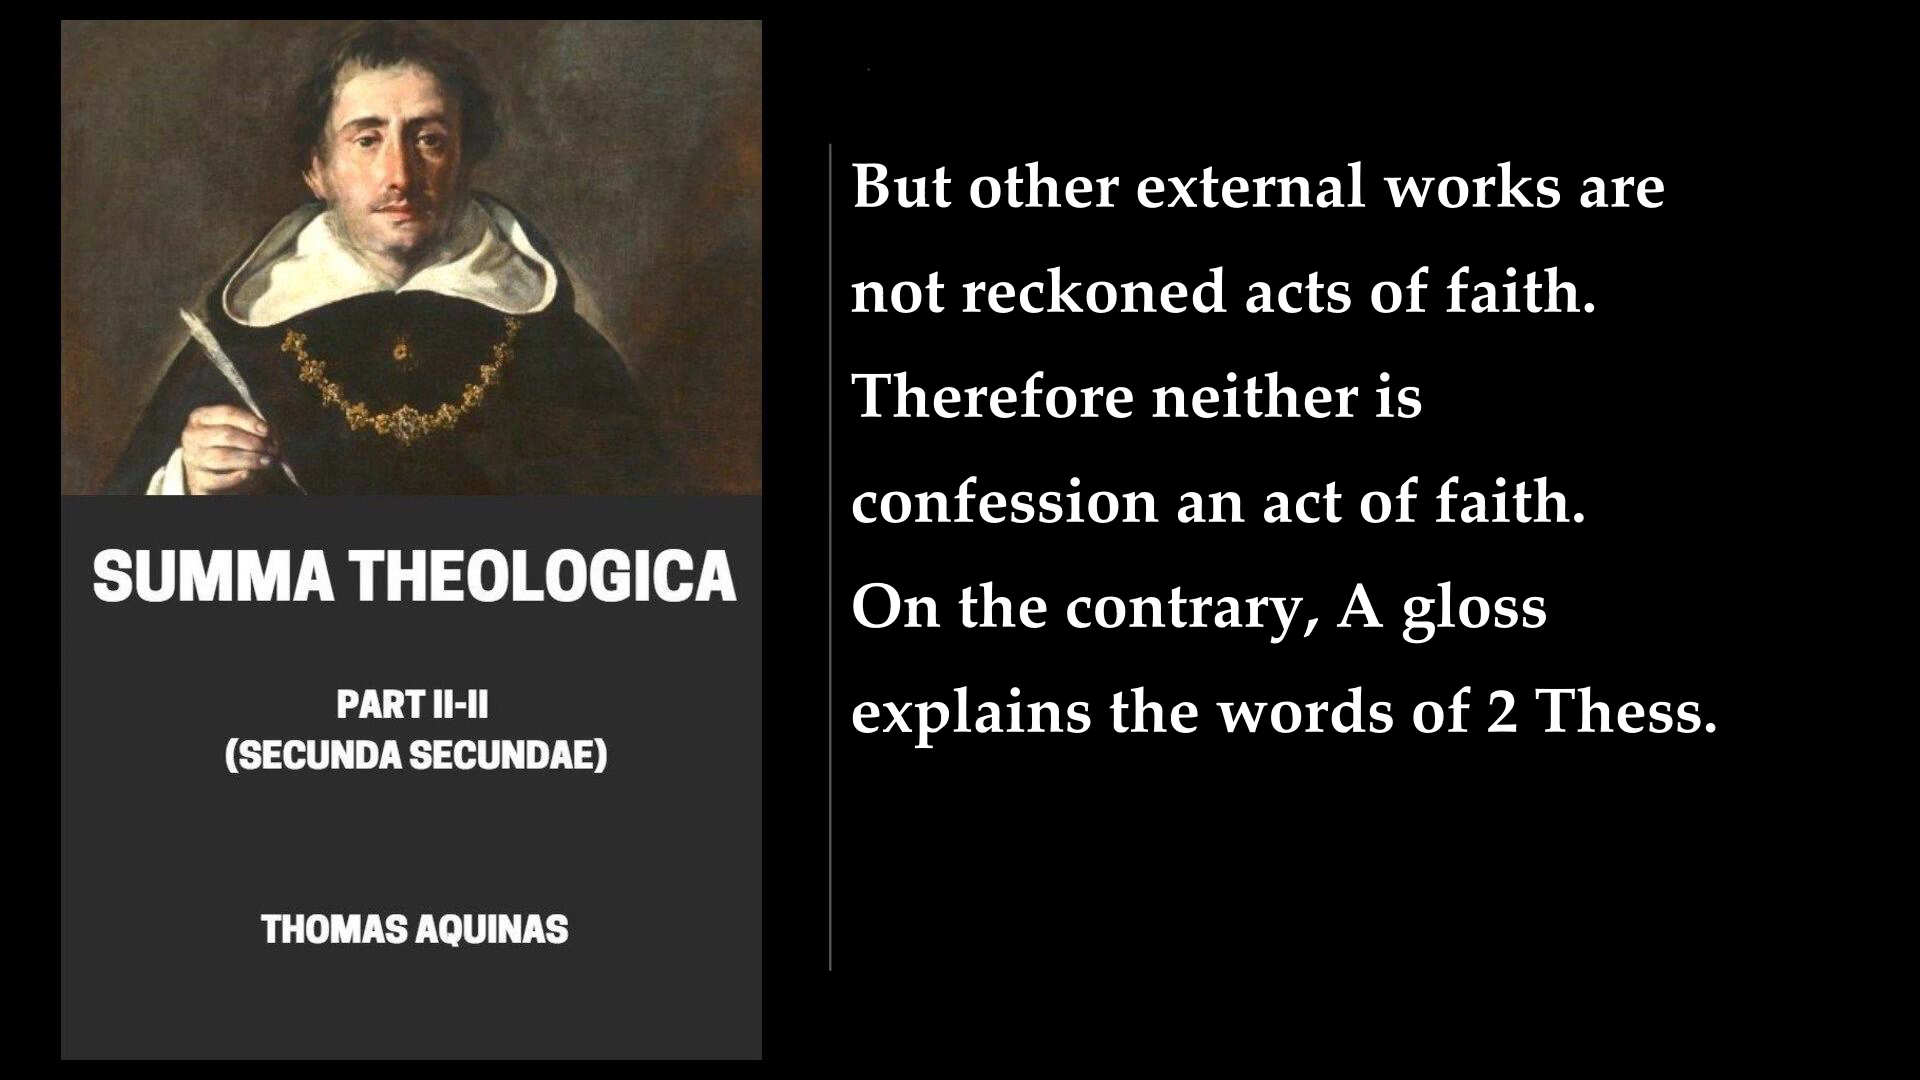 SUMMA THEOLOGICA
PART II-II
(SECUNDA SECUNDAE)
THOMAS AQUINAS
But other external works are
not reckoned acts of faith.
Therefore neither is
confession an act of faith.
On the contrary, A gloss
explains the words of 2 Thess.